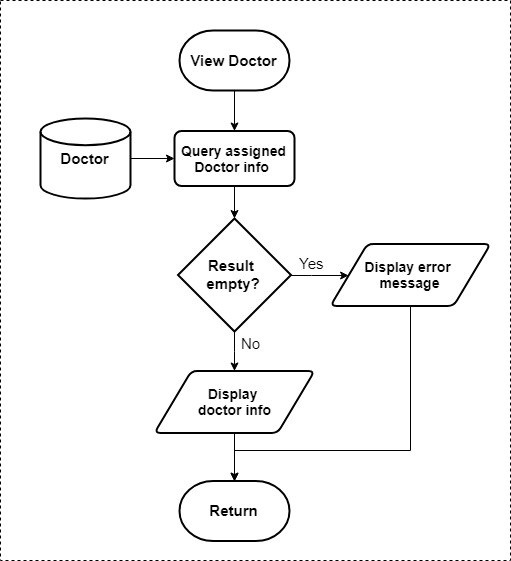 View Doctor
Doctor
Query assigned
Doctor info
Result
empty?
Yes
Display error
message
No
Display
doctor info
Return